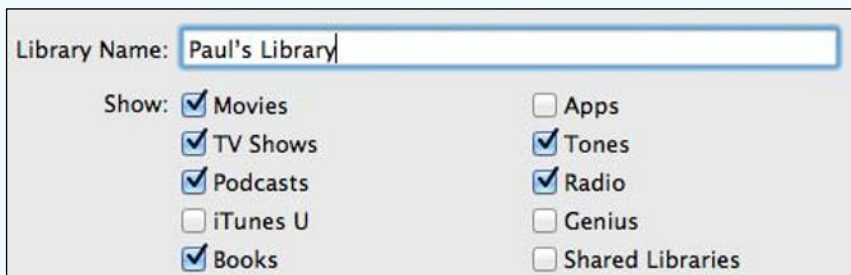 Library Name: Paul's Library
Show: Movies Apps
TV Shows Tones
Podcasts Radio
iTunes U Genius
Books Shared Libraries